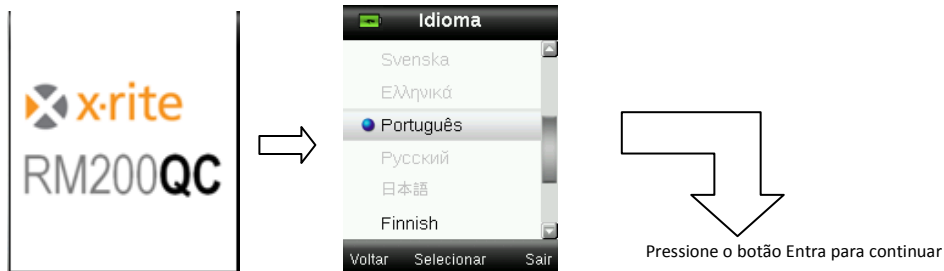 x·rite
RM200QC
Idioma
Svenska
Ελληνικά
Português
Русский
日本語
Finnish
Voltar Selecionar Sair
Pressione o botão Entra para continuar